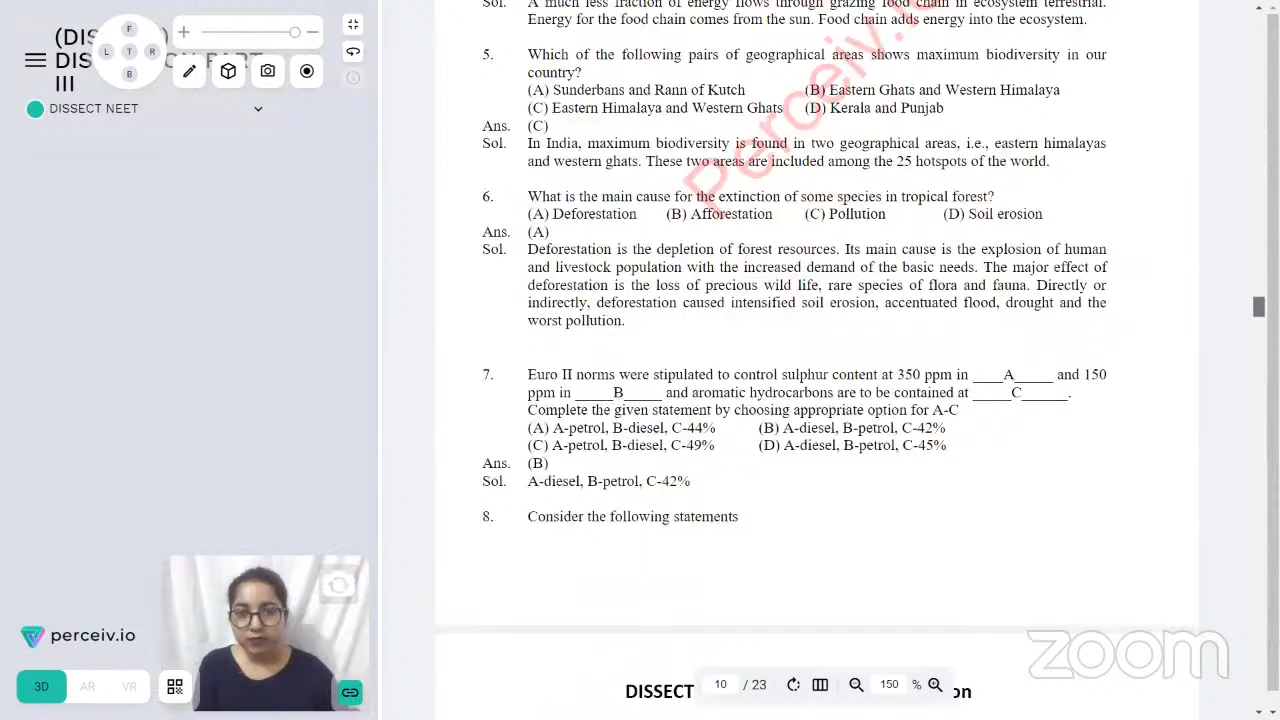 (DIS
DIS
III
DISSECT NEET
F
L T R
B
Sol. A much less fraction of energy flows through grazing food chain in ecosystem terrestrial.
Energy for the food chain comes from the sun. Food chain adds energy into the ecosystem.
5. Which of the following pairs of geographical areas shows maximum biodiversity in our
country?
(A) Sunderbans and Rann of Kutch (B) Eastern Ghats and Western Himalaya
(C) Eastern Himalaya and Western Ghats (D) Kerala and Punjab
Ans. (C)
Sol. In India, maximum biodiversity is found in two geographical areas, i.e., eastern himalayas
and western ghats. These two areas are included among the 25 hotspots of the world.
6. What is the main cause for the extinction of some species in tropical forest?
(A) Deforestation (B) Afforestation (C) Pollution (D) Soil erosion
Ans. (A)
Sol. Deforestation is the depletion of forest resources. Its main cause is the explosion of human
and livestock population with the increased demand of the basic needs. The major effect of
deforestation is the loss of precious wild life, rare species of flora and fauna. Directly or
indirectly, deforestation caused intensified soil erosion, accentuated flood, drought and the
worst pollution.
7. Euro II norms were stipulated to control sulphur content at 350 ppm in ____A_____ and 150
ppm in _____B_____ and aromatic hydrocarbons are to be contained at _____C______.
Complete the given statement by choosing appropriate option for A-C
(A) A-petrol, B-diesel, C-44% (B) A-diesel, B-petrol, C-42%
(C) A-petrol, B-diesel, C-49% (D) A-diesel, B-petrol, C-45%
Ans. (B)
Sol. A-diesel, B-petrol, C-42%
8. Consider the following statements
Perceiv.
perceiv.io
3D AR VR
zoom
DISSECT
10 / 23 150 %
on